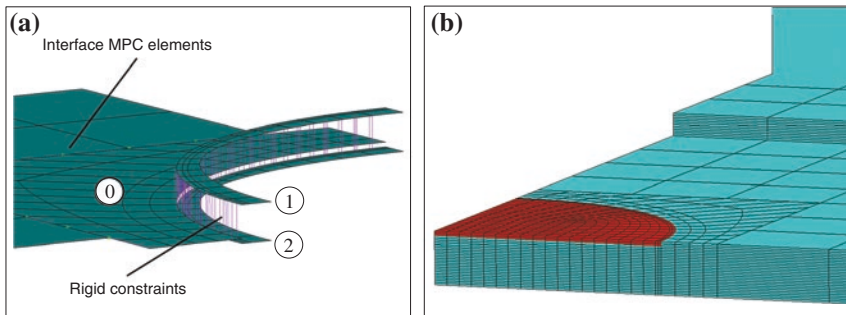 (a)
Interface MPC elements
0
1
2
Rigid constraints
(b)